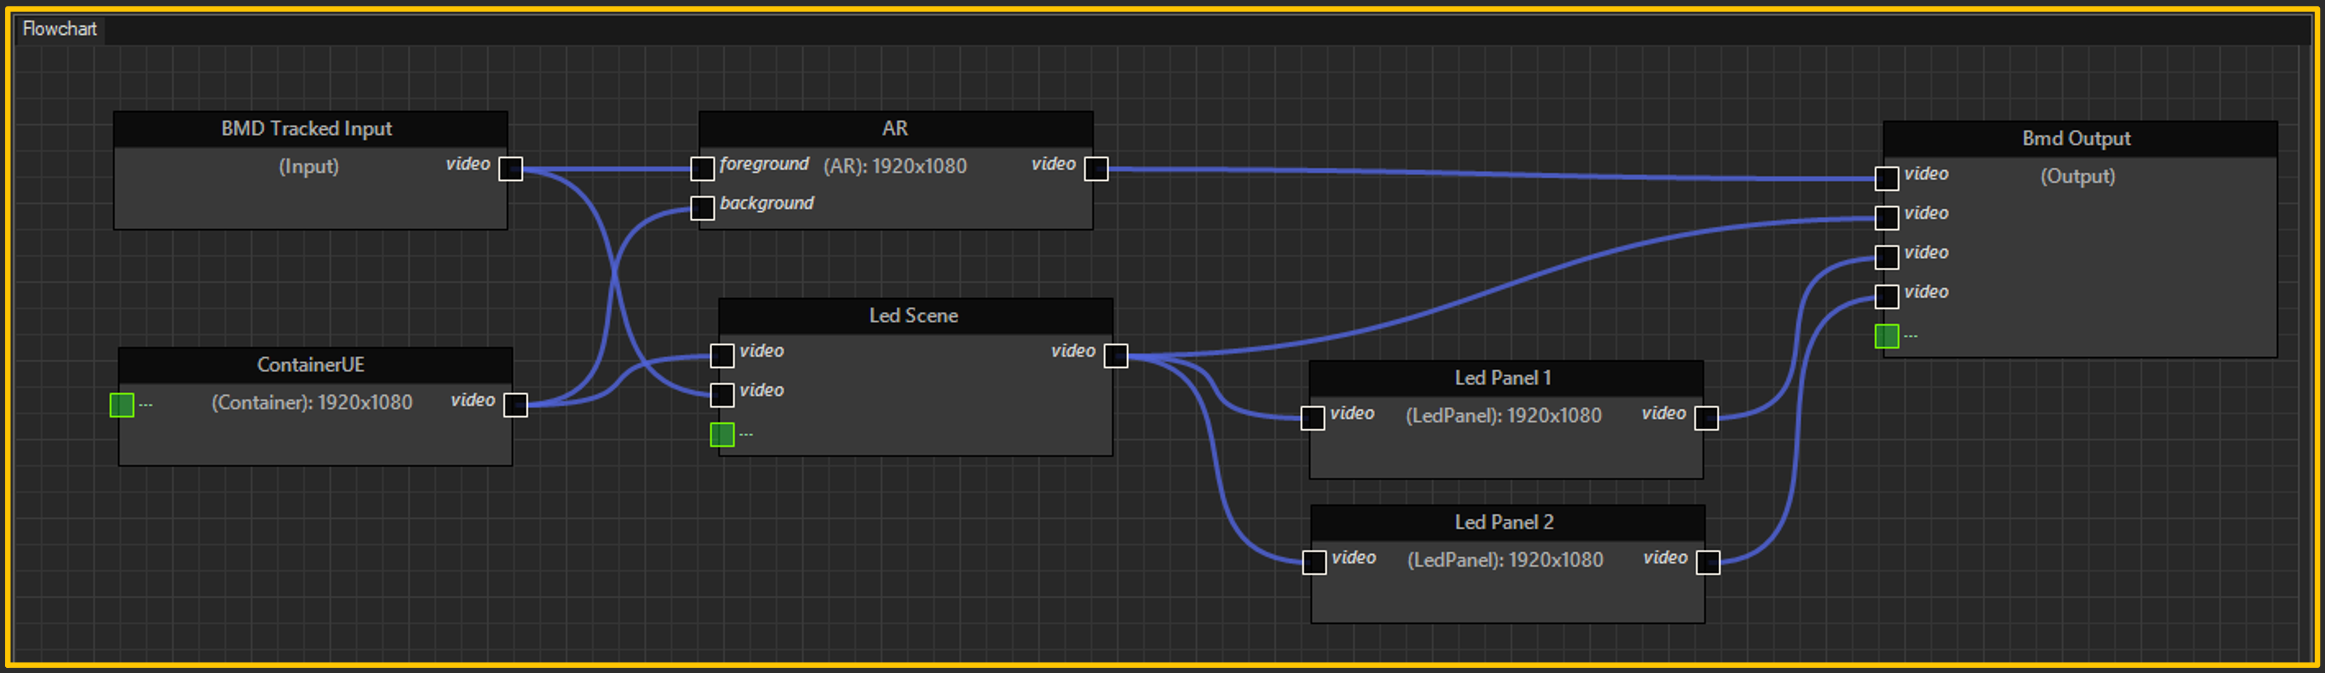 Flowchart
BMD Tracked Input
(Input) video
AR
foreground (AR): 1920x1080 video
background
Bmd Output
video (Output)
video
video
video
---
ContainerUE
--- (Container): 1920x1080 video
Led Scene
video video
video
---
Led Panel 1
video (LedPanel): 1920x1080 video
Led Panel 2
video (LedPanel): 1920x1080 video